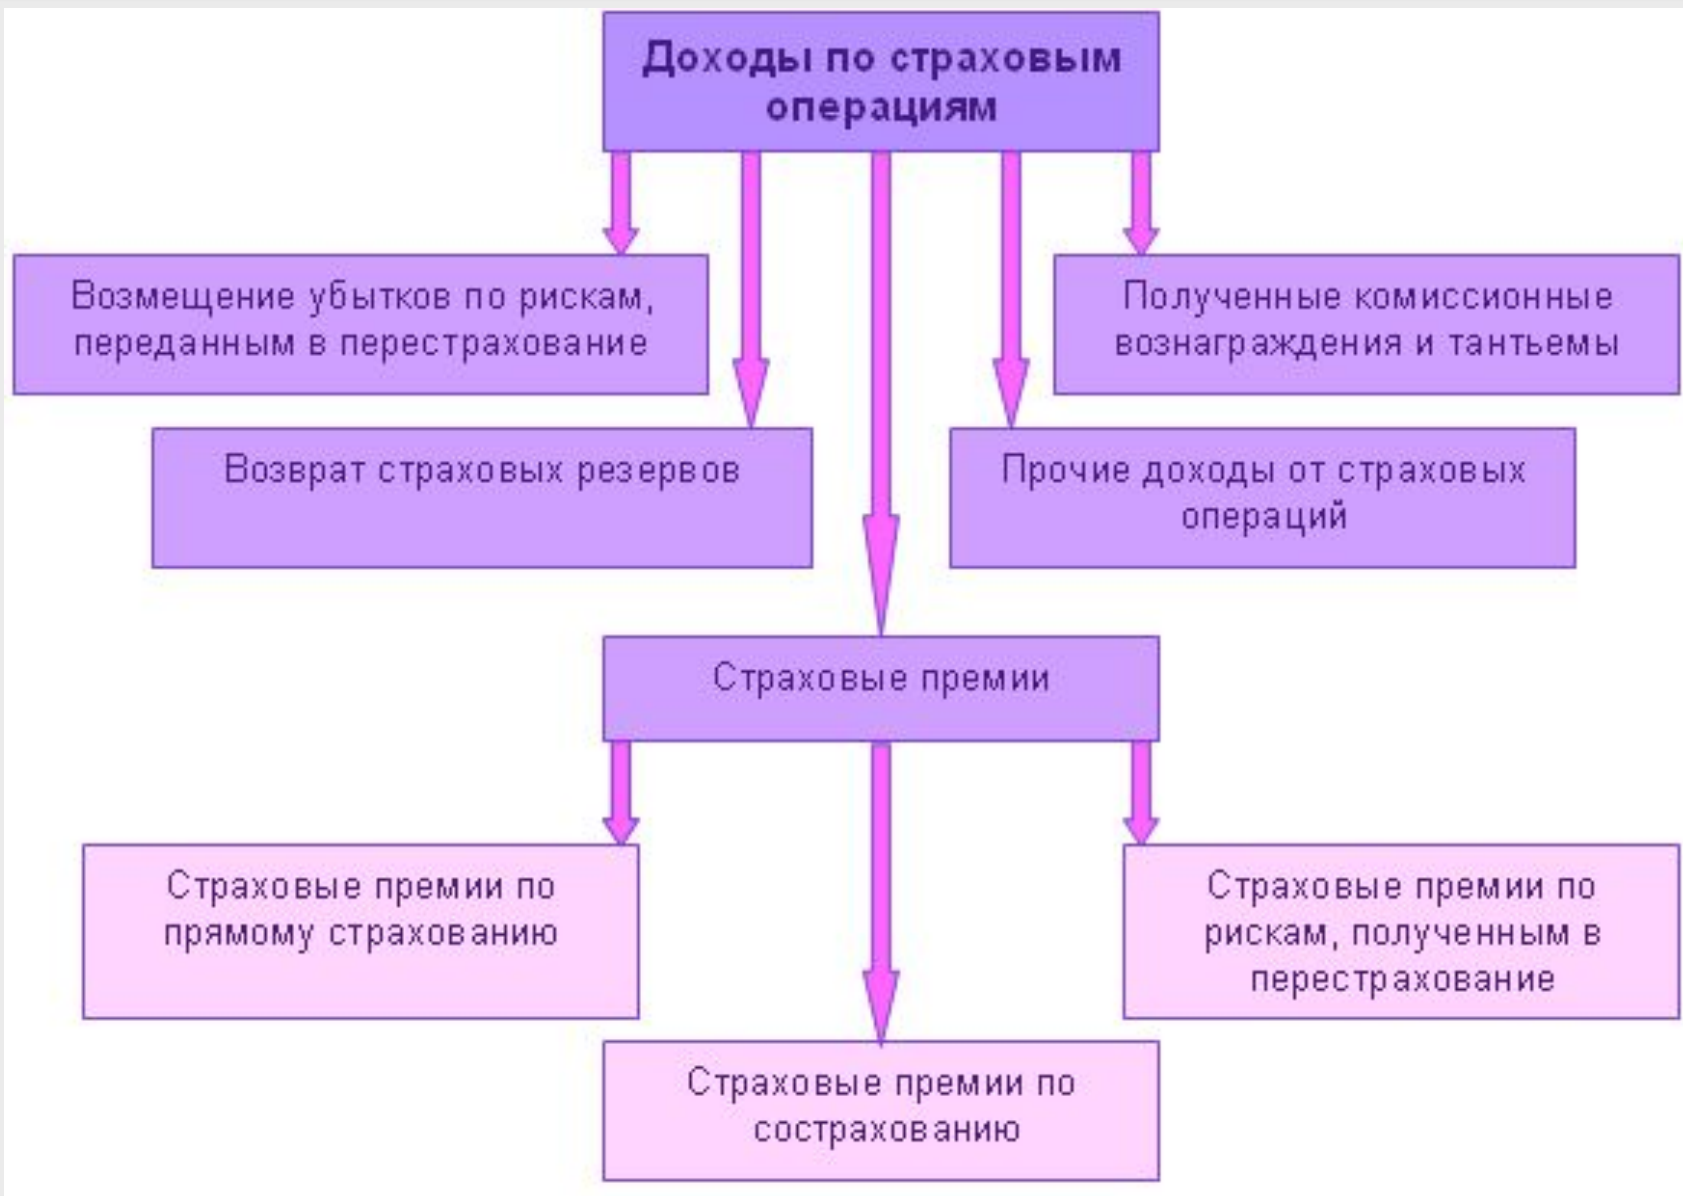 Доходы по страховым
операциям
Возмещение убытков по рискам,
переданным в перестрахование
Полученные комиссионные
вознаграждения и тантьемы
Возврат страховых резервов
Прочие доходы от страховых
операций
Страховые премии
Страховые премии по
прямому страхованию
Страховые премии по
рискам, полученным в
перестрахование
Страховые премии по
сострахованию